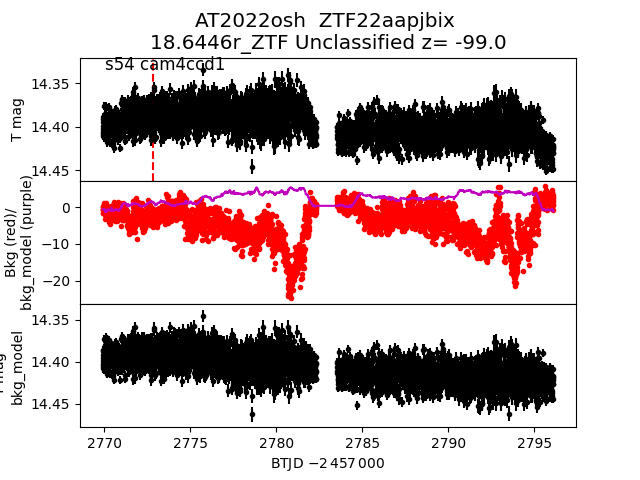 AT2022osh  ZTF22aapjbix
18.6446r_ZTF Unclassified z= -99.0
s54 cam4ccd1
14.35
14.40
14.45
T mag
0
−10
−20
Bkg (red)/
bkg_model (purple)
14.35
14.40
14.45
mag
bkg_model
2770
2775
2780
2785
2790
2795
BTJD −2 457 000